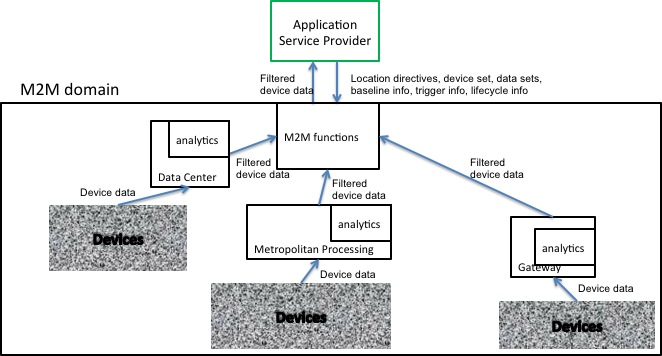 Application
Service Provider
Filtered
device data
Location directives, device set, data sets,
baseline info, trigger info, lifecycle info
M2M domain
analytics
Data Center
M2M functions
Filtered
device data
Filtered
device data
Filtered
device data
Device data
Devices
analytics
Metropolitan Processing
analytics
Gateway
Device data
Devices
Device data
Devices